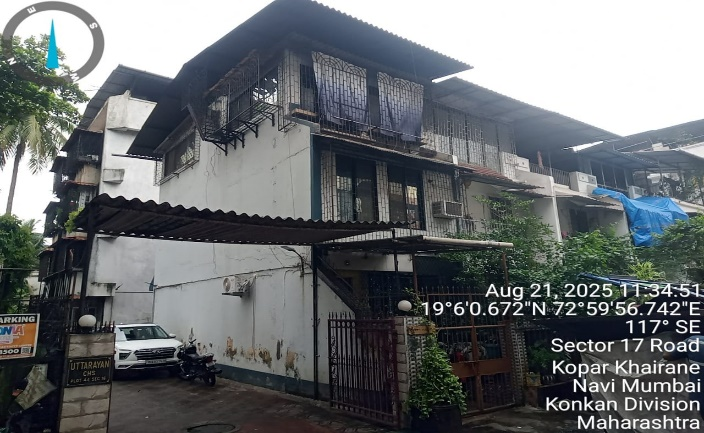 E
Aug 21, 2025 11:34:51
19°6'0.672"N 72°59'56.742"E
117° SE
Sector 17 Road
Kopar Khairane
Navi Mumbai
Konkan Division
Maharashtra
PARKING
UTTARAYAN
CHS